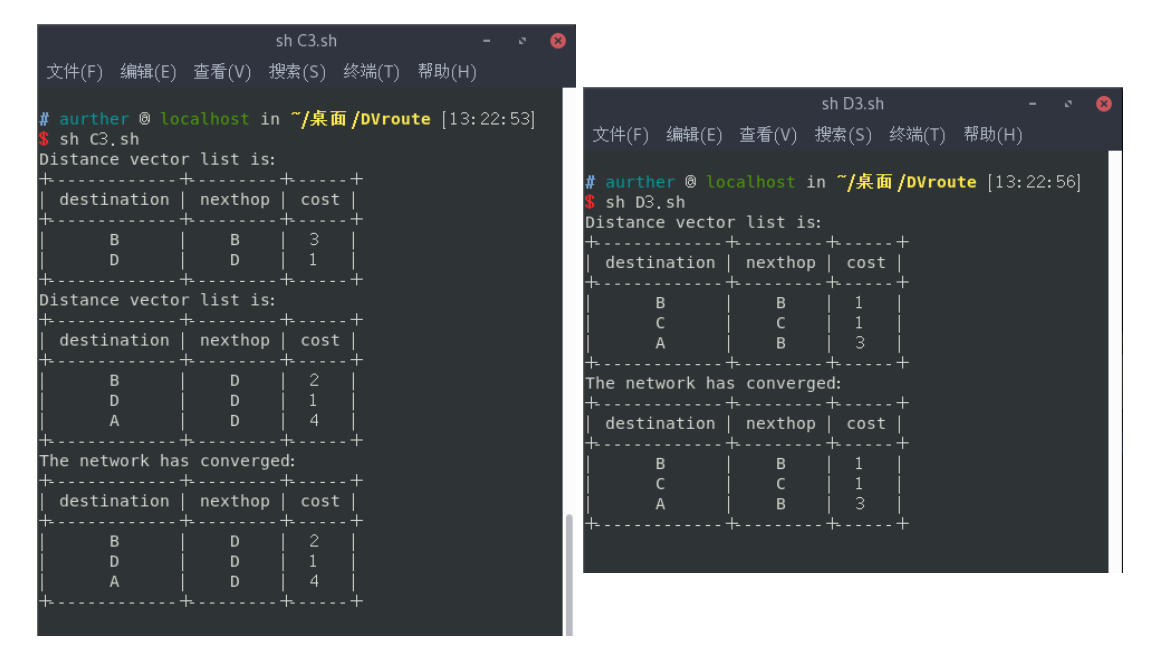 sh C3.sh
文件(F) 编辑(E) 查看(V) 搜索(S) 终端(T) 帮助(H)
# aurther @ localhost in ~/桌面/DVroute [13:22:53]
$ sh C3.sh
Distance vector list is:
+-------------+---------+------+
| destination | nexthop | cost |
+-------------+---------+------+
| B | B | 3 |
| D | D | 1 |
+-------------+---------+------+
Distance vector list is:
+-------------+---------+------+
| destination | nexthop | cost |
+-------------+---------+------+
| B | D | 2 |
| D | D | 1 |
| A | D | 4 |
+-------------+---------+------+
The network has converged:
+-------------+---------+------+
| destination | nexthop | cost |
+-------------+---------+------+
| B | D | 2 |
| D | D | 1 |
| A | D | 4 |
+-------------+---------+------+
sh D3.sh
文件(F) 编辑(E) 查看(V) 搜索(S) 终端(T) 帮助(H)
# aurther @ localhost in ~/桌面/DVroute [13:22:56]
$ sh D3.sh
Distance vector list is:
+-------------+---------+------+
| destination | nexthop | cost |
+-------------+---------+------+
| B | B | 1 |
| C | C | 1 |
| A | B | 3 |
+-------------+---------+------+
The network has converged:
+-------------+---------+------+
| destination | nexthop | cost |
+-------------+---------+------+
| B | B | 1 |
| C | C | 1 |
| A | B | 3 |
+-------------+---------+------+